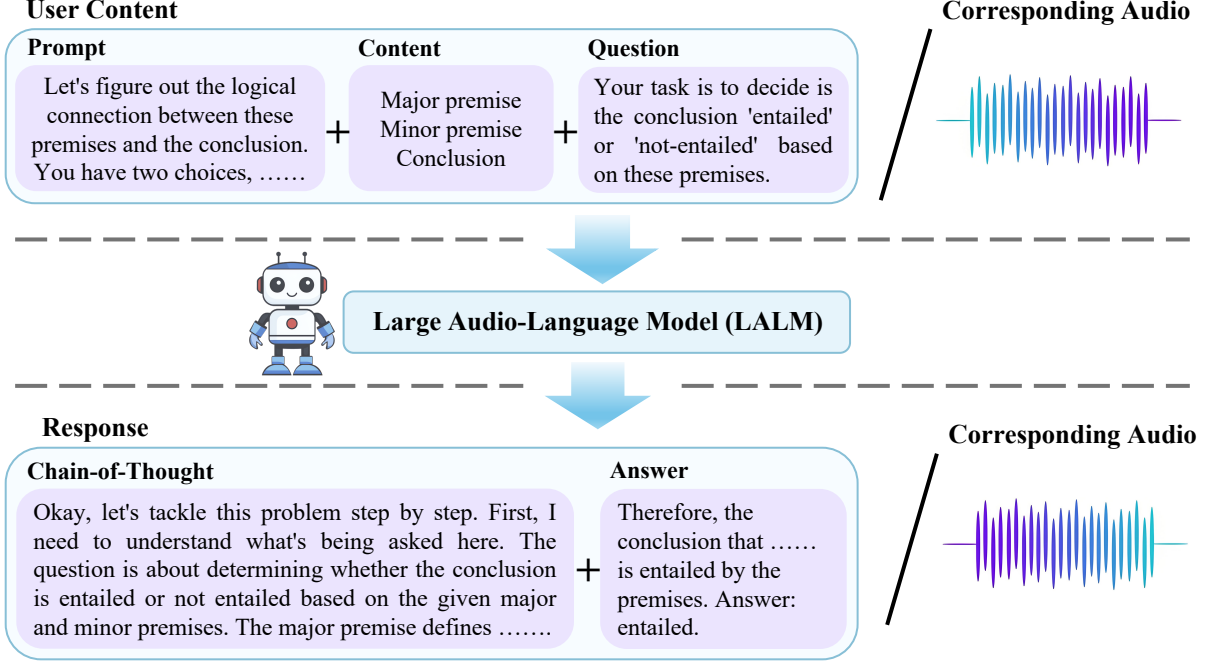 User Content
Corresponding Audio
Prompt
Let's figure out the logical
connection between these
premises and the conclusion.
You have two choices, ……
+
Content
Major premise
Minor premise
Conclusion
+
Question
Your task is to decide is
the conclusion 'entailed'
or 'not-entailed' based
on these premises.
Large Audio-Language Model (LALM)
Response
Corresponding Audio
Chain-of-Thought
Okay, let's tackle this problem step by step. First, I
need to understand what's being asked here. The
question is about determining whether the conclusion
is entailed or not entailed based on the given major
and minor premises. The major premise defines …….
+
Answer
Therefore, the
conclusion that ……
is entailed by the
premises. Answer:
entailed.